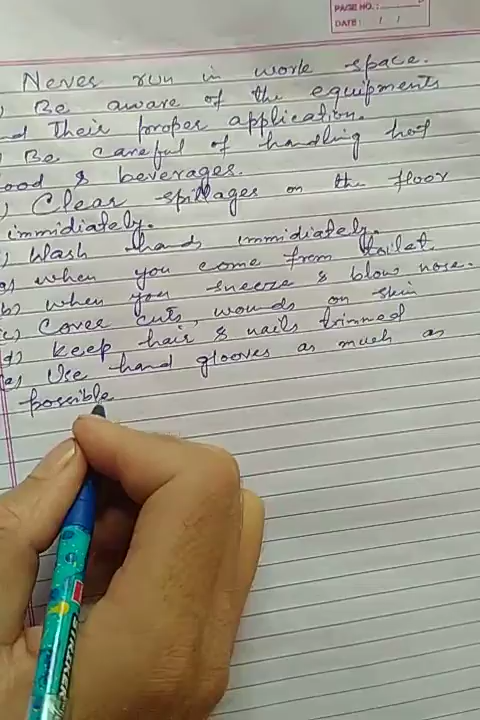 PAGE NO.:
DATE: / /
Never run in work space.
) Be aware of the equipments
nd Their proper application.
) Be careful of handling hot
ood & beverages.
) Clear spillages on the floor
immidiately.
) Wash hands immidiately.
a) when you come from toilet
b) when you sneeze & blow nose.
c) Cover cuts, wounds on skin
d) Keep hair & nails trimmed
e) Use hand glooves as much as
possible